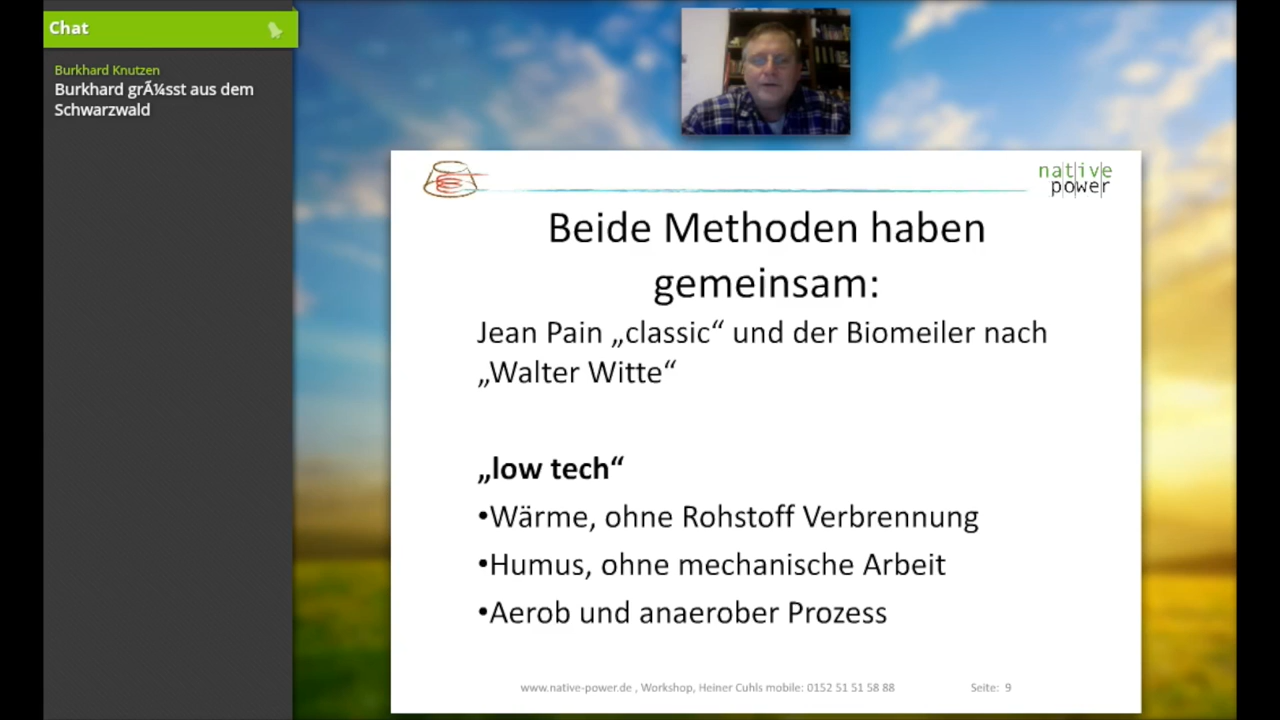 Chat
Burkhard Knutzen
Burkhard grÃ¼sst aus dem
Schwarzwald
native
power
Beide Methoden haben
gemeinsam:
Jean Pain „classic“ und der Biomeiler nach
„Walter Witte“
„low tech“
•Wärme, ohne Rohstoff Verbrennung
•Humus, ohne mechanische Arbeit
•Aerob und anaerober Prozess
www.native-power.de , Workshop, Heiner Cuhls mobile: 0152 51 51 58 88 Seite: 9